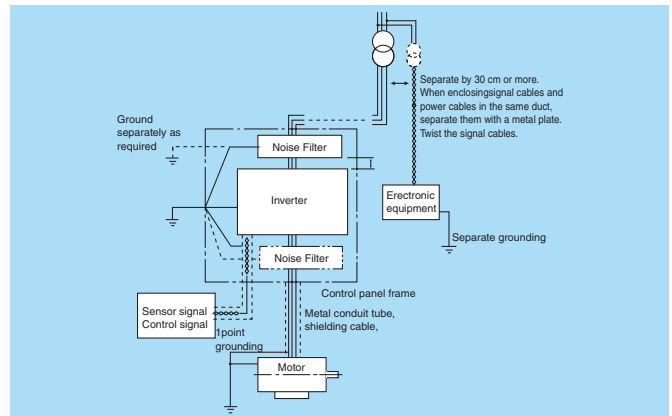 Separate by 30 cm or more.
When enclosingsignal cables and
power cables in the same duct,
separate them with a metal plate.
Twist the signal cables.
Ground
separately as
required
Noise Filter
Inverter
Erectronic
equipment
Separate grounding
Noise Filter
Control panel frame
Sensor signal
Control signal
Metal conduit tube,
shielding cable,
1point
grounding
Motor